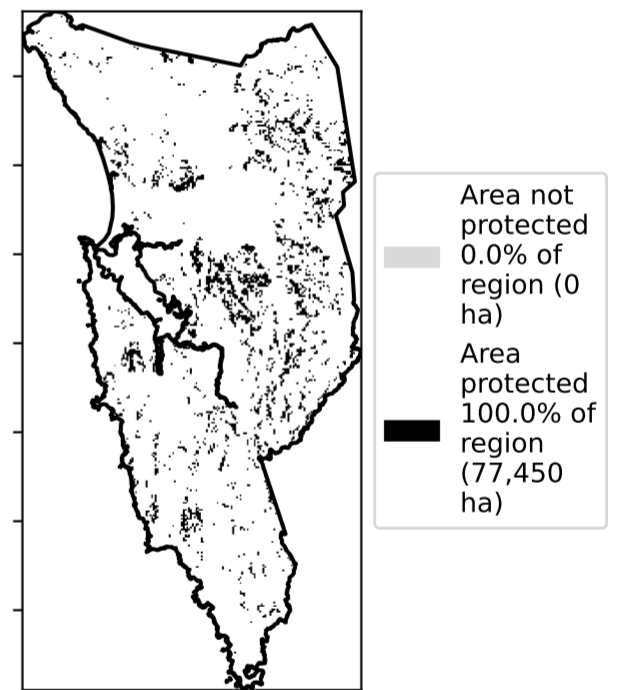 Area not
protected
0.0% of
region (0
ha)
Area
protected
100.0% of
region
(77,450
ha)